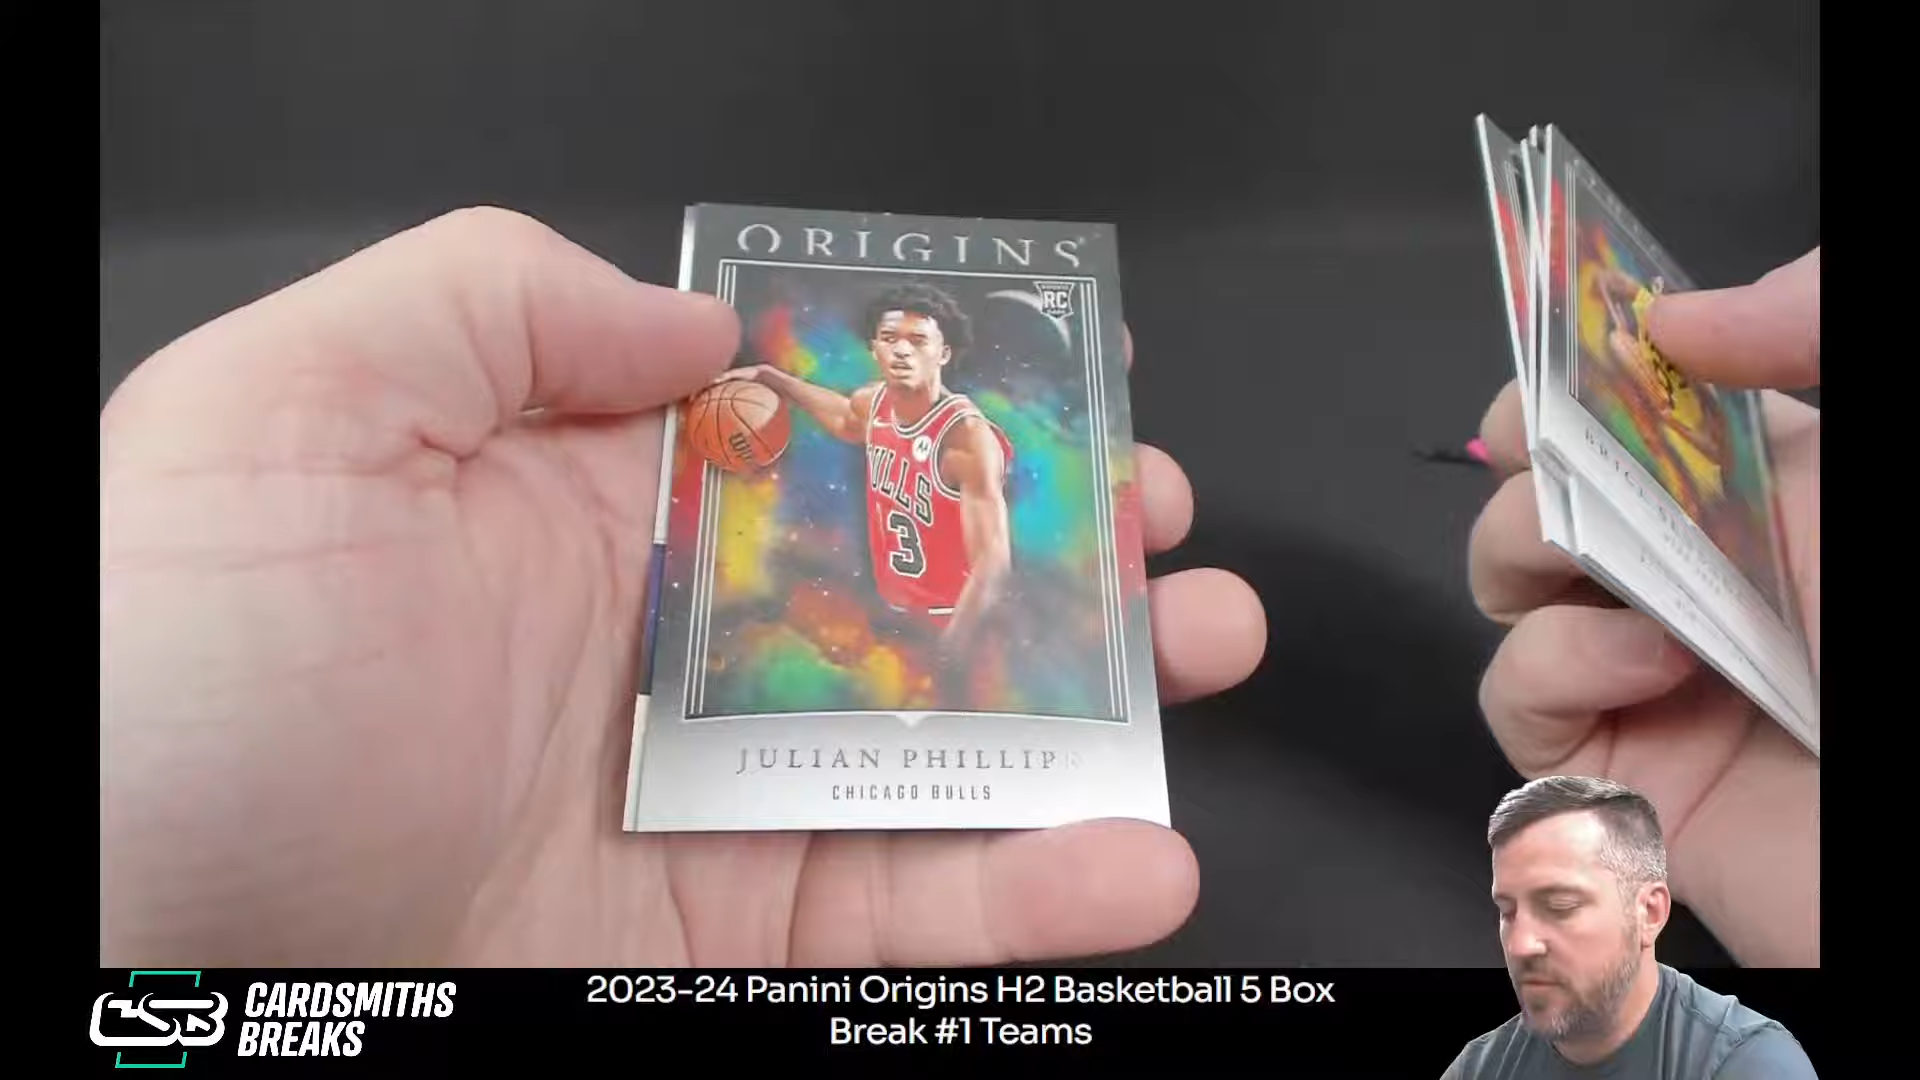 ORIGINS
RC
BULLS
3
JULIAN PHILLIPS
CHICAGO BULLS
CSB
CARDSMITHS
BREAKS
2023-24 Panini Origins H2 Basketball 5 Box
Break #1 Teams